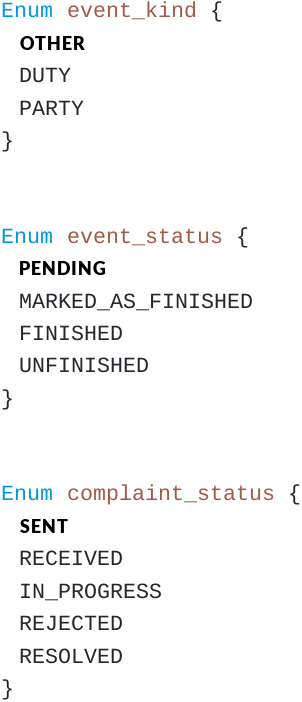 Enum event_kind {
OTHER
DUTY
PARTY
}
Enum event_status {
PENDING
MARKED_AS_FINISHED
FINISHED
UNFINISHED
}
Enum complaint_status {
SENT
RECEIVED
IN_PROGRESS
REJECTED
RESOLVED
}